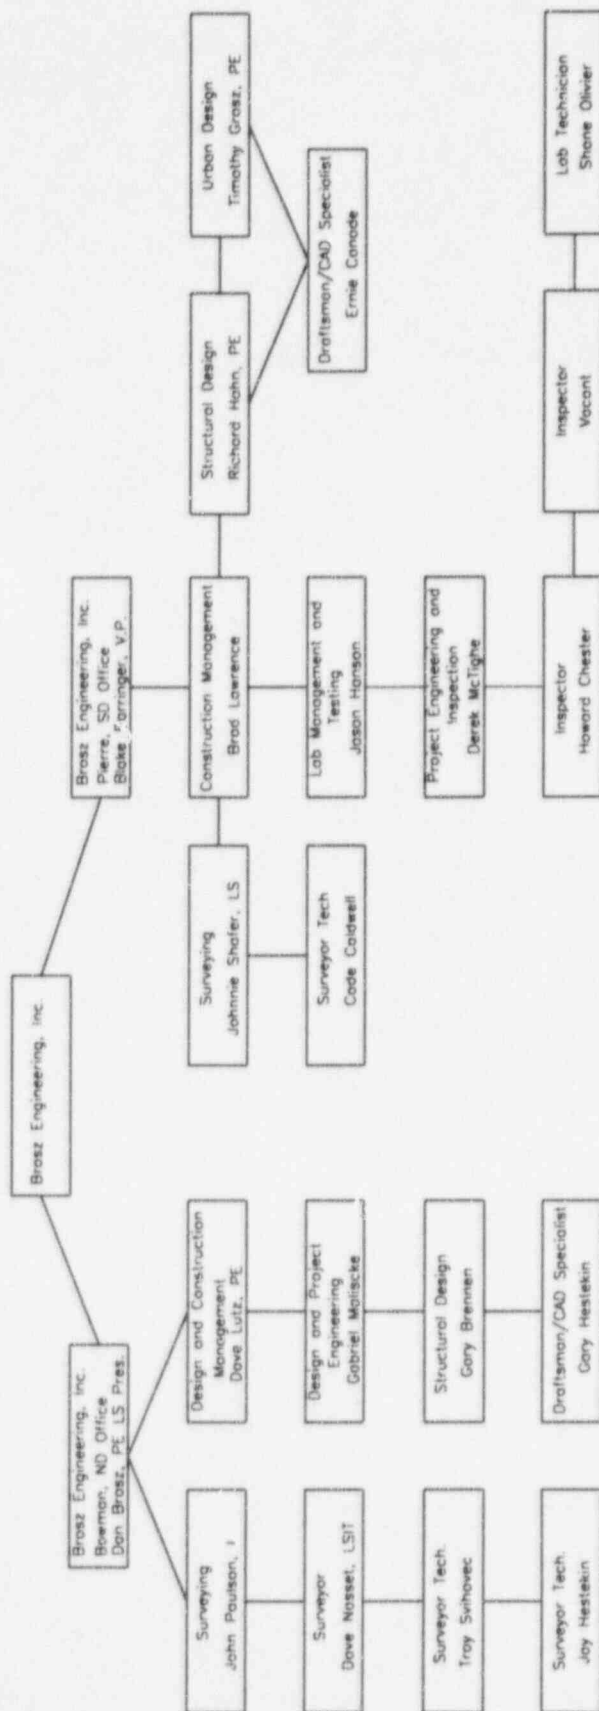 Brosz Engineering, Inc.
Brosz Engineering, Inc.
Bowman, ND Office
Dan Brosz, PE LS Pres.
Brosz Engineering, Inc.
Pierre, SD Office
Blake Farringer, V.P.
Surveying
John Paulson,
Design and Construction
Management
Dave Lutz, PE
Surveying
Johnnie Shafer, LS
Construction Management
Brad Lawrence
Structural Design
Richard Hahn, PE
Urban Design
Timothy Grosz, PE
Surveyor
Dave Nasset, LSIT
Design and Project
Engineering
Gabriel Maliscke
Surveyor Tech
Cade Caldwell
Lab Management and
Testing
Jason Hanson
Draftsman/CAD Specialist
Ernie Canode
Surveyor Tech.
Troy Svihovec
Structural Design
Gary Brennen
Project Engineering and
Inspection
Derek McTighe
Surveyor Tech.
Jay Hestekin
Draftsman/CAD Specialist
Gary Hestekin
Inspector
Howard Chester
Inspector
Vacant
Lab Technician
Shane Olivier